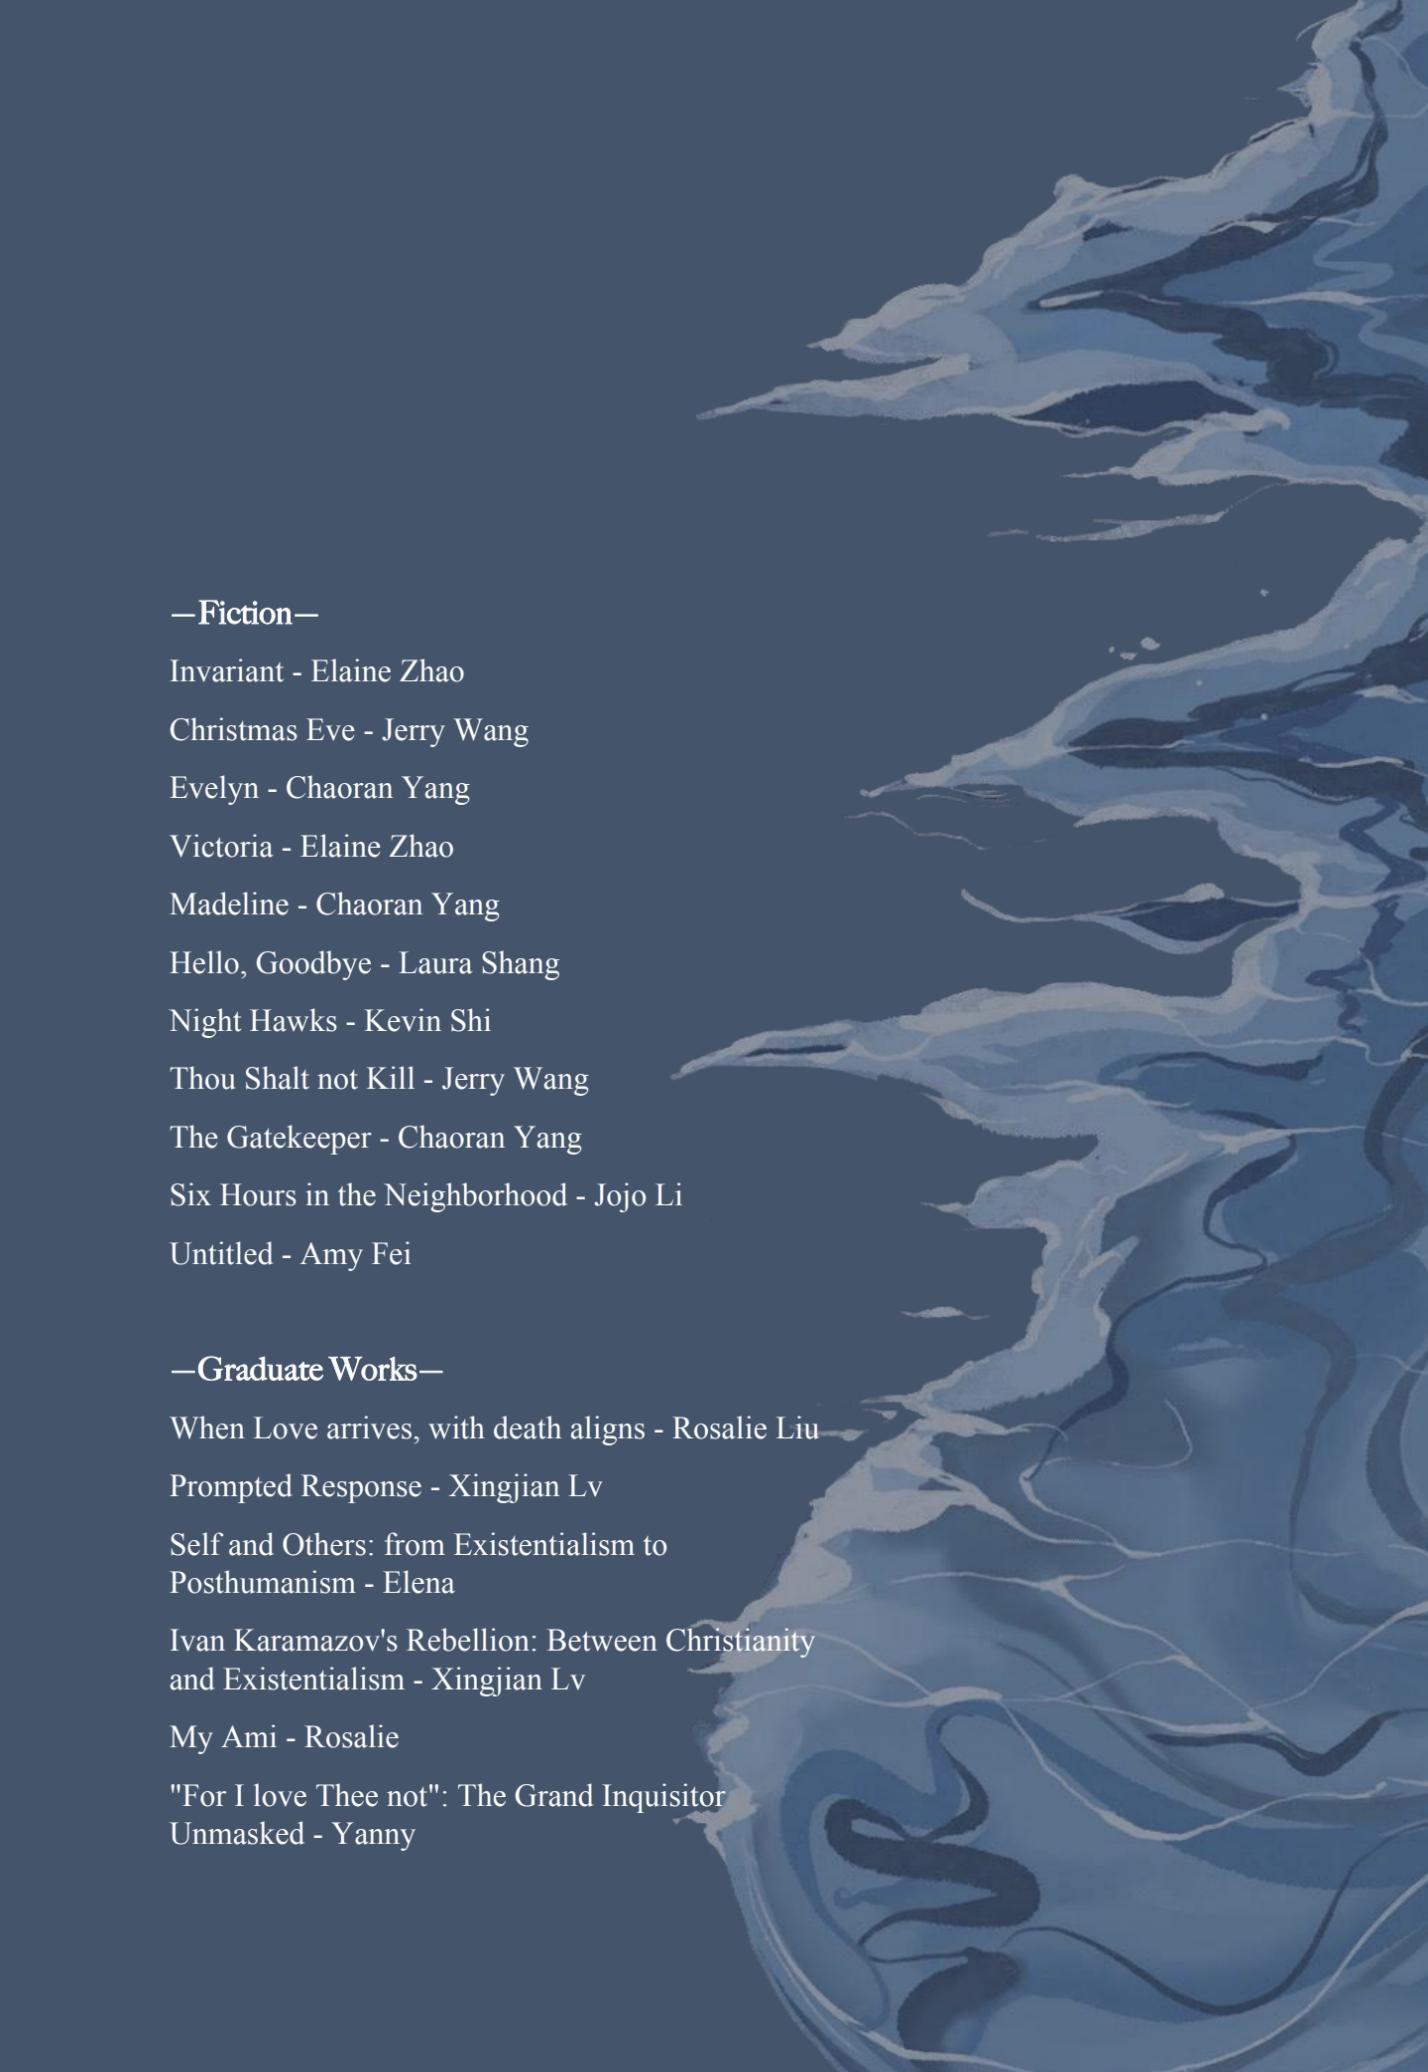 —Fiction—
Invariant - Elaine Zhao
Christmas Eve - Jerry Wang
Evelyn - Chaoran Yang
Victoria - Elaine Zhao
Madeline - Chaoran Yang
Hello, Goodbye - Laura Shang
Night Hawks - Kevin Shi
Thou Shalt not Kill - Jerry Wang
The Gatekeeper - Chaoran Yang
Six Hours in the Neighborhood - Jojo Li
Untitled - Amy Fei
—Graduate Works—
When Love arrives, with death aligns - Rosalie Liu
Prompted Response - Xingjian Lv
Self and Others: from Existentialism to
Posthumanism - Elena
Ivan Karamazov's Rebellion: Between Christianity
and Existentialism - Xingjian Lv
My Ami - Rosalie
"For I love Thee not": The Grand Inquisitor
Unmasked - Yanny